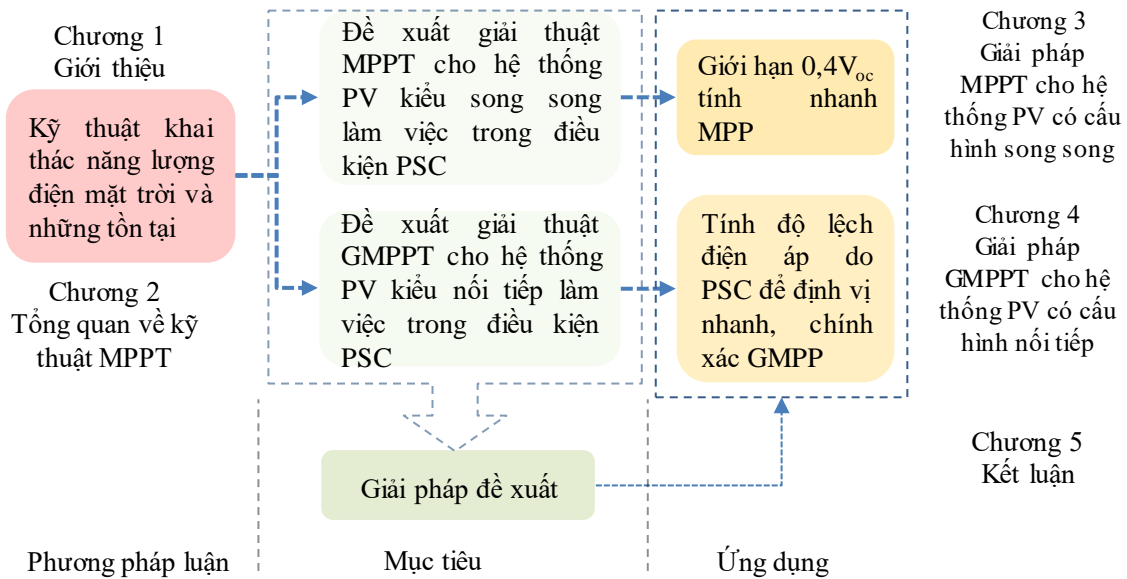 Chương 1
Giới thiệu
Kỹ thuật khai
thác năng lượng
điện mặt trời và
những tồn tại
Chương 2
Tổng quan về kỹ
thuật MPPT
Đề xuất giải thuật
MPPT cho hệ thống
PV kiểu song song
làm việc trong điều
kiện PSC
Đề xuất giải thuật
GMPPT cho hệ thống
PV kiểu nối tiếp làm
việc trong điều kiện
PSC
Giải pháp đề xuất
Giới hạn 0,4Voc
tính nhanh
MPP
Tính độ lệch
điện áp do
PSC để định vị
nhanh, chính
xác GMPP
Chương 3
Giải pháp
MPPT cho hệ
thống PV có cấu
hình song song
Chương 4
Giải pháp
GMPPT cho hệ
thống PV có cấu
hình nối tiếp
Chương 5
Kết luận
Phương pháp luận
Mục tiêu
Ứng dụng